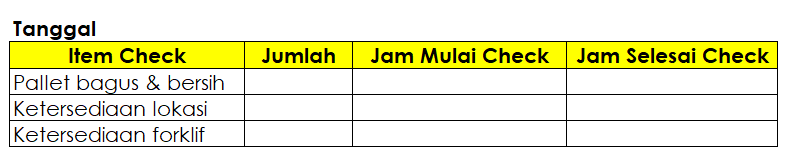 Tanggal
Item Check Jumlah Jam Mulai Check Jam Selesai Check
Pallet bagus & bersih
Ketersediaan lokasi
Ketersediaan forklif